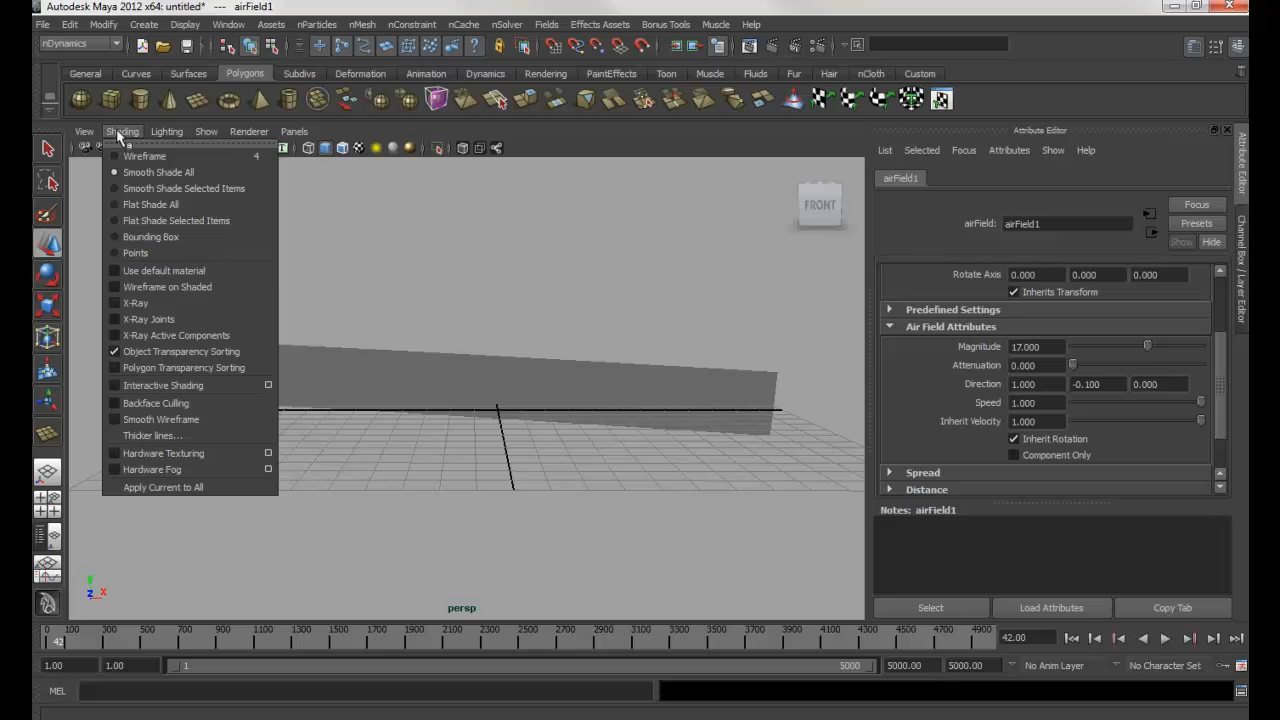 Autodesk Maya 2012 x64: untitled* --- airField1
File Edit Modify Create Display Window Assets nParticles nMesh nConstraint nCache nSolver Fields Effects Assets Bonus Tools Muscle Help
nDynamics
General Curves Surfaces Polygons Subdivs Deformation Animation Dynamics Rendering PaintEffects Toon Muscle Fluids Fur Hair nCloth Custom
View Shading Lighting Show Renderer Panels
Wireframe 4
Smooth Shade All
Smooth Shade Selected Items
Flat Shade All
Flat Shade Selected Items
Bounding Box
Points
Use default material
Wireframe on Shaded
X-Ray
X-Ray Joints
X-Ray Active Components
Object Transparency Sorting
Polygon Transparency Sorting
Interactive Shading
Backface Culling
Smooth Wireframe
Thicker lines...
Hardware Texturing
Hardware Fog
Apply Current to All
FRONT
y
z x
persp
Attribute Editor
List Selected Focus Attributes Show Help
airField1
Focus
airField: airField1 Presets
Show Hide
Rotate Axis 0.000 0.000 0.000
Inherits Transform
Predefined Settings
Air Field Attributes
Magnitude 17.000
Attenuation 0.000
Direction 1.000 -0.100 0.000
Speed 1.000
Inherit Velocity 1.000
Inherit Rotation
Component Only
Spread
Distance
Notes: airField1
Select Load Attributes Copy Tab
Attribute Editor
Channel Box / Layer Editor
0 100 300 500 700 900 1100 1300 1500 1700 1900 2100 2300 2500 2700 2900 3100 3300 3500 3700 3900 4100 4300 4500 4700 4900
42 42.00
1.00 1.00 1 5000 5000.00 5000.00 No Anim Layer No Character Set
MEL